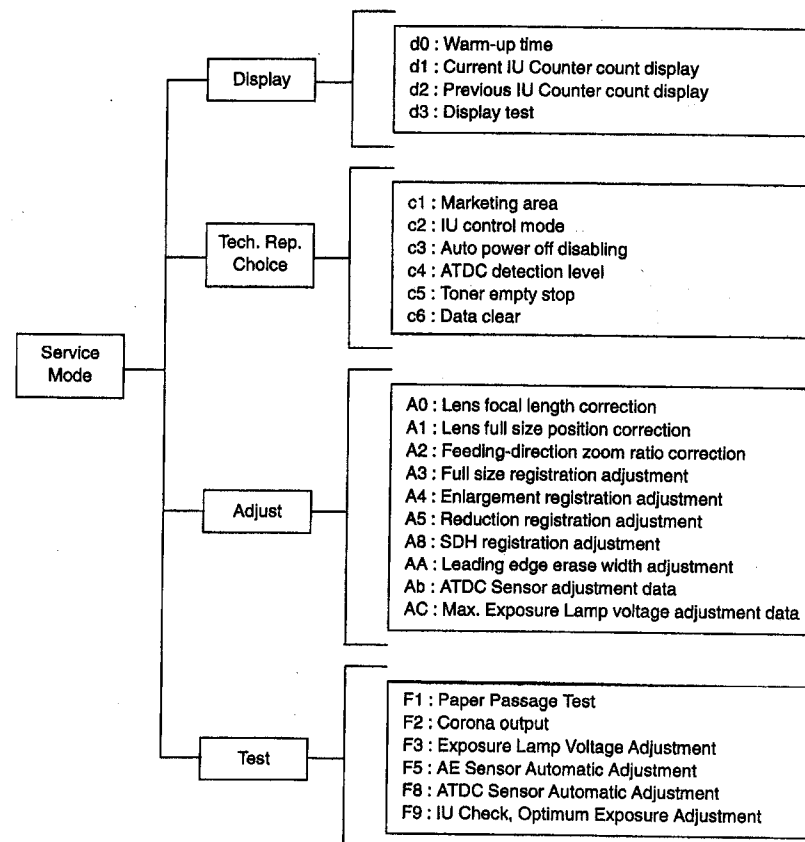 Display
d0 : Warm-up time
d1 : Current IU Counter count display
d2 : Previous IU Counter count display
d3 : Display test
Tech. Rep.
Choice
c1 : Marketing area
c2 : IU control mode
c3 : Auto power off disabling
c4 : ATDC detection level
c5 : Toner empty stop
c6 : Data clear
Service
Mode
Adjust
A0 : Lens focal length correction
A1 : Lens full size position correction
A2 : Feeding-direction zoom ratio correction
A3 : Full size registration adjustment
A4 : Enlargement registration adjustment
A5 : Reduction registration adjustment
A8 : SDH registration adjustment
AA : Leading edge erase width adjustment
Ab : ATDC Sensor adjustment data
AC : Max. Exposure Lamp voltage adjustment data
Test
F1 : Paper Passage Test
F2 : Corona output
F3 : Exposure Lamp Voltage Adjustment
F5 : AE Sensor Automatic Adjustment
F8 : ATDC Sensor Automatic Adjustment
F9 : IU Check, Optimum Exposure Adjustment